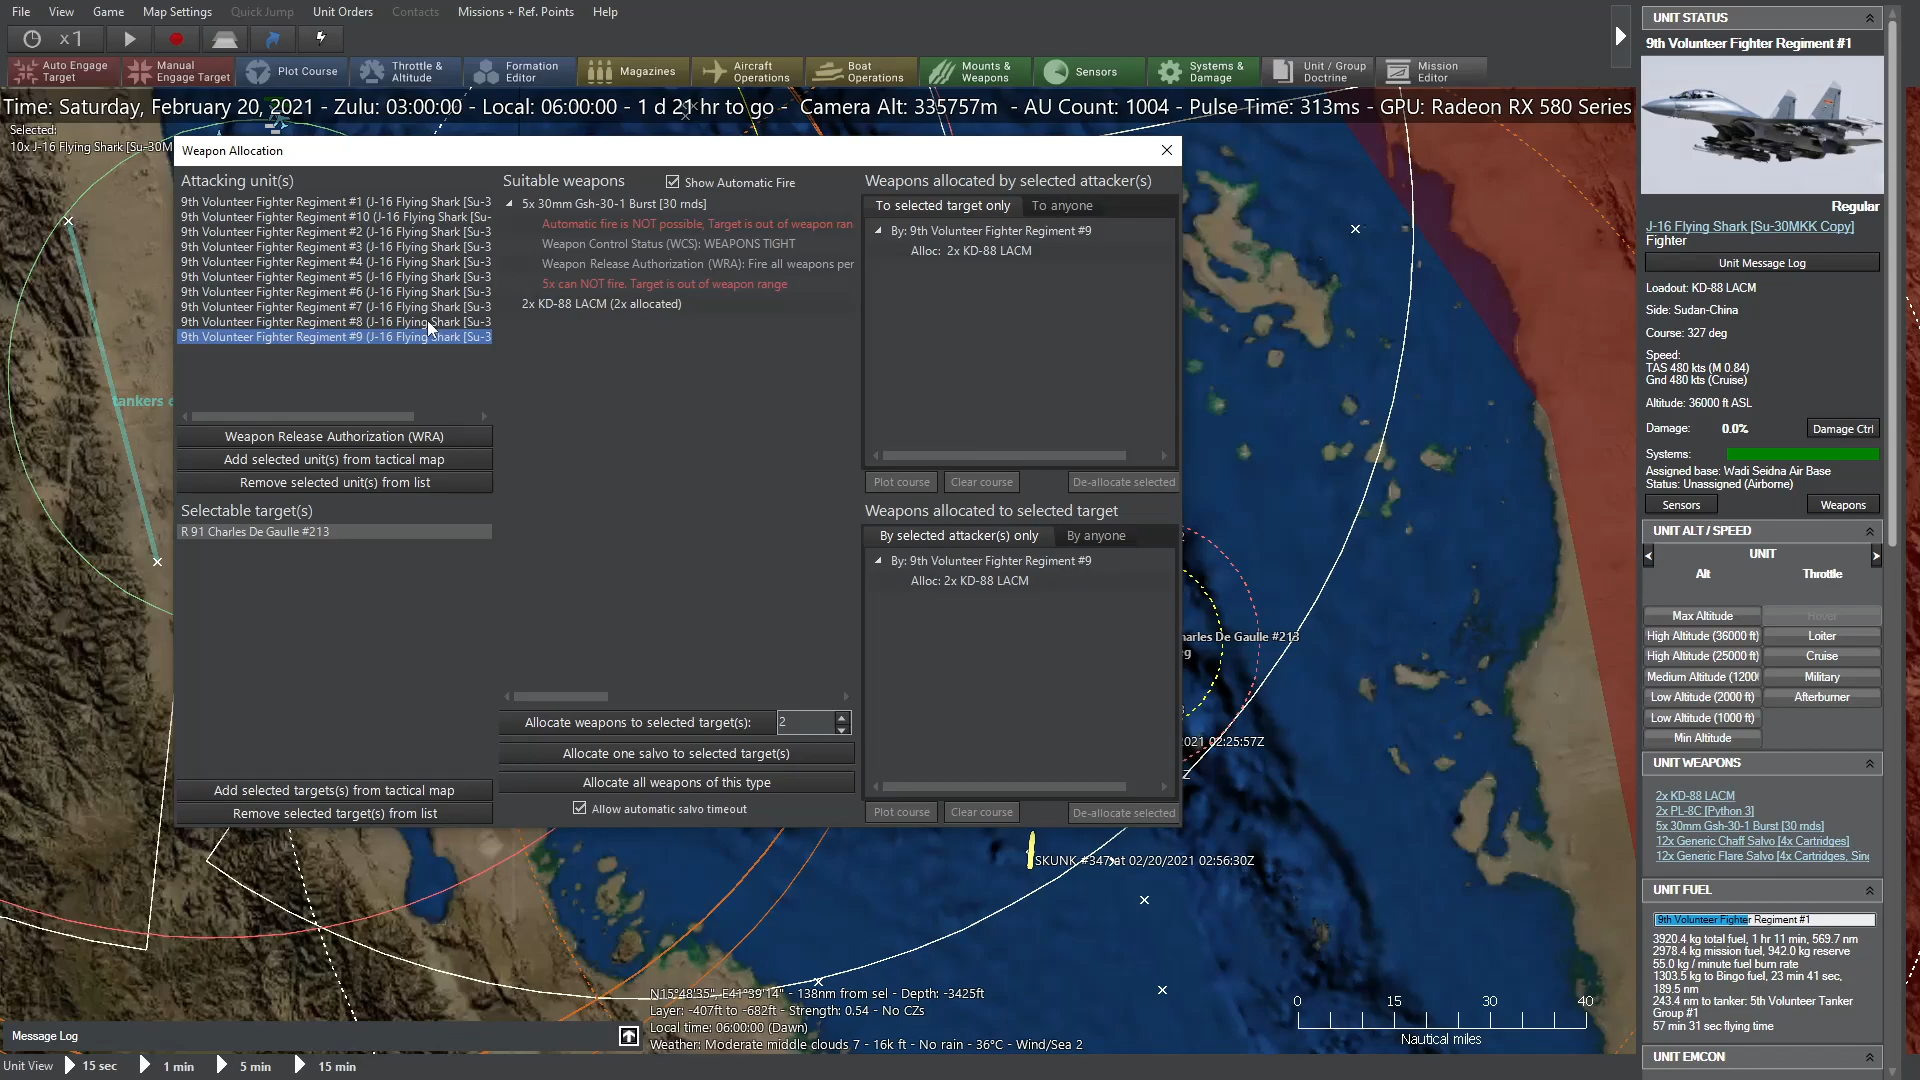 File View Game Map Settings Quick Jump Unit Orders Contacts Missions + Ref. Points Help
x1
Auto Engage Target
Manual Engage Target
Plot Course
Throttle & Altitude
Formation Editor
Magazines
Aircraft Operations
Boat Operations
Mounts & Weapons
Sensors
Systems & Damage
Unit / Group Doctrine
Mission Editor
Time: Saturday, February 20, 2021 - Zulu: 03:00:00 - Local: 06:00:00 - 1 d 21 hr to go - Camera Alt: 335757m - AU Count: 1004 - Pulse Time: 313ms - GPU: Radeon RX 580 Series
Selected:
10x J-16 Flying Shark [Su-30M
tankers
Weapon Allocation
Attacking unit(s)
9th Volunteer Fighter Regiment #1 (J-16 Flying Shark [Su-3
9th Volunteer Fighter Regiment #10 (J-16 Flying Shark [Su-
9th Volunteer Fighter Regiment #2 (J-16 Flying Shark [Su-3
9th Volunteer Fighter Regiment #3 (J-16 Flying Shark [Su-3
9th Volunteer Fighter Regiment #4 (J-16 Flying Shark [Su-3
9th Volunteer Fighter Regiment #5 (J-16 Flying Shark [Su-3
9th Volunteer Fighter Regiment #6 (J-16 Flying Shark [Su-3
9th Volunteer Fighter Regiment #7 (J-16 Flying Shark [Su-3
9th Volunteer Fighter Regiment #8 (J-16 Flying Shark [Su-3
9th Volunteer Fighter Regiment #9 (J-16 Flying Shark [Su-3
Weapon Release Authorization (WRA)
Add selected unit(s) from tactical map
Remove selected unit(s) from list
Selectable target(s)
R 91 Charles De Gaulle #213
Add selected targets(s) from tactical map
Remove selected target(s) from list
Suitable weapons
Show Automatic Fire
5x 30mm Gsh-30-1 Burst [30 rnds]
Automatic fire is NOT possible, Target is out of weapon ran
Weapon Control Status (WCS): WEAPONS TIGHT
Weapon Release Authorization (WRA): Fire all weapons per
5x can NOT fire. Target is out of weapon range
2x KD-88 LACM (2x allocated)
Allocate weapons to selected target(s): 2
Allocate one salvo to selected target(s)
Allocate all weapons of this type
Allow automatic salvo timeout
Weapons allocated by selected attacker(s)
To selected target only To anyone
By: 9th Volunteer Fighter Regiment #9
Alloc: 2x KD-88 LACM
Plot course Clear course De-allocate selected
Weapons allocated to selected target
By selected attacker(s) only By anyone
By: 9th Volunteer Fighter Regiment #9
Alloc: 2x KD-88 LACM
Plot course Clear course De-allocate selected
harles De Gaulle #213
021 02:25:57Z
SKUNK #347 at 02/20/2021 02:56:30Z
N15°48'35", E41°39'14" - 138nm from sel - Depth: -3425ft
Layer: -407ft to -682ft - Strength: 0.54 - No CZs
Local time: 06:00:00 (Dawn)
Weather: Moderate middle clouds 7 - 16k ft - No rain - 36°C - Wind/Sea 2
0 15 30 40
Nautical miles
Message Log
Unit View 15 sec 1 min 5 min 15 min
UNIT STATUS
9th Volunteer Fighter Regiment #1
Regular
J-16 Flying Shark [Su-30MKK Copy]
Fighter
Unit Message Log
Loadout: KD-88 LACM
Side: Sudan-China
Course: 327 deg
Speed:
TAS 480 kts (M 0.84)
Gnd 480 kts (Cruise)
Altitude: 36000 ft ASL
Damage: 0.0% Damage Ctrl
Systems:
Assigned base: Wadi Seidna Air Base
Status: Unassigned (Airborne)
Sensors Weapons
UNIT ALT / SPEED
< UNIT >
Alt Throttle
Max Altitude Hover
High Altitude (36000 ft) Loiter
High Altitude (25000 ft) Cruise
Medium Altitude (1200 Military
Low Altitude (2000 ft) Afterburner
Low Altitude (1000 ft)
Min Altitude
UNIT WEAPONS
2x KD-88 LACM
2x PL-8C [Python 3]
5x 30mm Gsh-30-1 Burst [30 rnds]
12x Generic Chaff Salvo [4x Cartridges]
12x Generic Flare Salvo [4x Cartridges, Sin
UNIT FUEL
9th Volunteer Fighter Regiment #1
3920.4 kg total fuel, 1 hr 11 min, 569.7 nm
2978.4 kg mission fuel, 942.0 kg reserve
55.0 kg / minute fuel burn rate
1303.5 kg to Bingo fuel, 23 min 41 sec,
189.5 nm
243.4 nm to tanker: 5th Volunteer Tanker
Group #1
57 min 31 sec flying time
UNIT EMCON